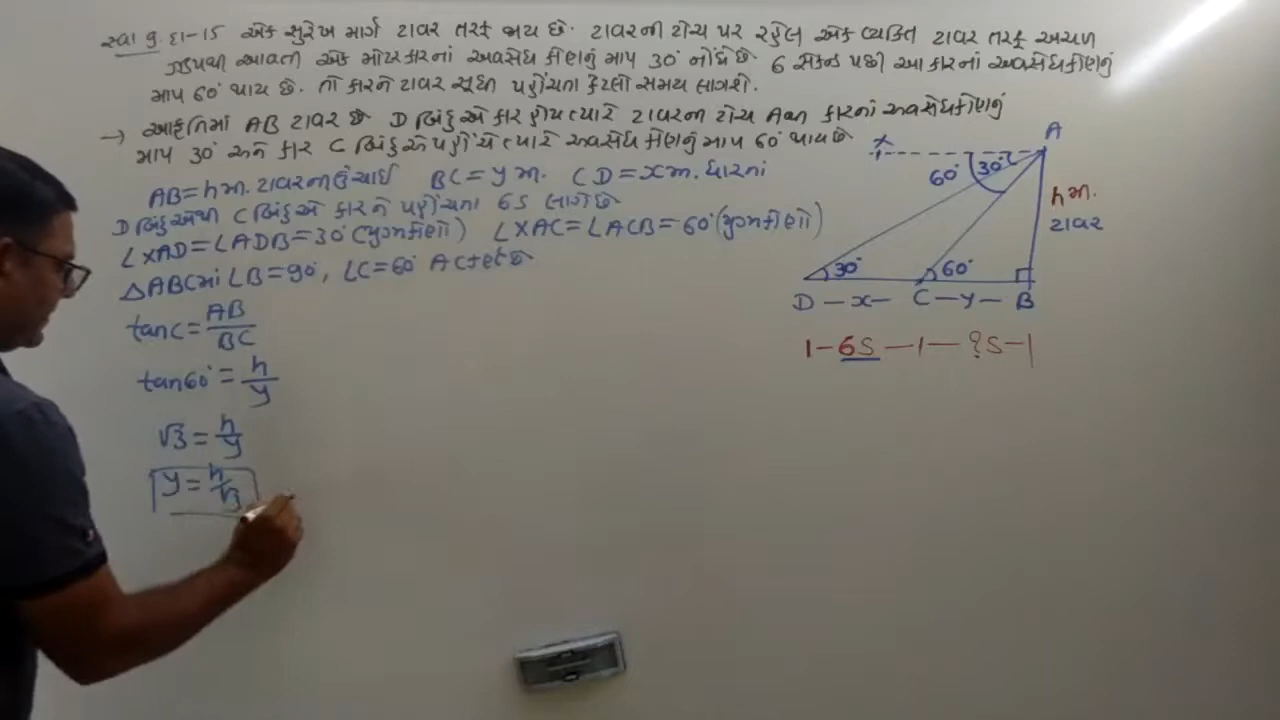 સ્વા 9. દા-15 એક સુરેખ માર્ગ ટાવર તરફ જાય છે. ટાવરની ટોચ પર રહેલ એક વ્યક્તિ ટાવર તરફ અચળ
ઝડપથી આવતી એક મોટરકારનાં અવસેધ કોણનું માપ 30° નોંધે છે 6 સેકન્ડ પછી આ કારનાં અવસેધકોણનું
માપ 60° થાય છે. તો કારને ટાવર સુધી પહોંચતા કેટલો સમય લાગશે.
→ આકૃતિમાં AB ટાવર છે D બિંદુએ કાર હોય ત્યારે ટાવરની ટોચ A કારનાં અવસેધકોણનું
માપ 30° અને કાર C બિંદુએ પહોંચે ત્યારે અવસેધ કોણનું માપ 60° થાય છે
AB = h મી. ટાવરની ઉંચાઈ BC = y મી. CD = x મી. ધારતાં
D બિંદુએથી C બિંદુએ કારને પહોંચતા 6S લાગે છે
∠XAD = ∠ADB = 30° (યુગ્મકોણો) ∠XAC = ∠ACB = 60° (યુગ્મકોણો)
△ABCમાં ∠B = 90°, ∠C = 60° AC કર્ણ છે
tanC = AB/BC
tan60° = h/y
√3 = h/y
y = h/√3
X A
60° 30°
h મી.
ટાવર
30° 60°
D – x – C – y – B
|– 6S –|– ?S –|